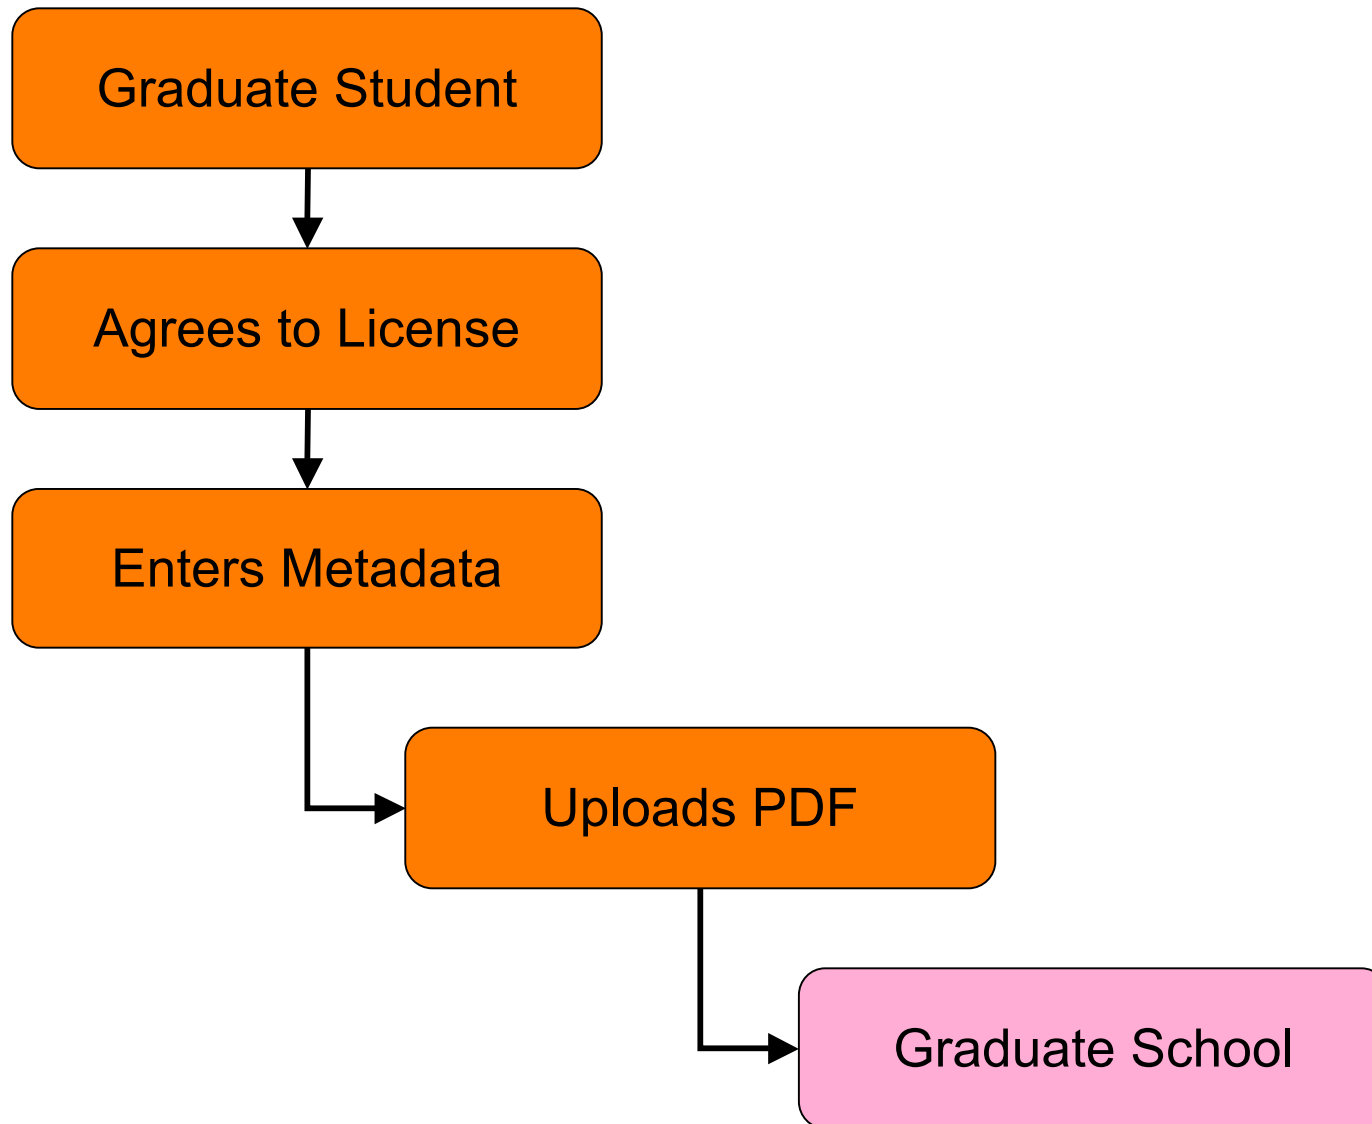 Graduate Student
Agrees to License
Enters Metadata
Uploads PDF
Graduate School